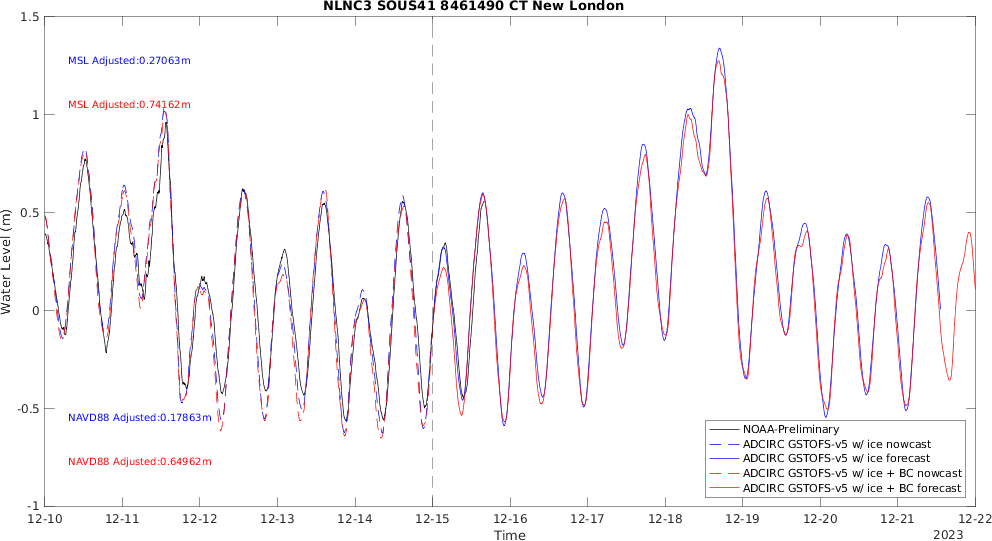 NLNC3 SOUS41 8461490 CT New London
1.5
1
0.5
0
-0.5
-1
Water Level (m)
MSL Adjusted:0.27063m
MSL Adjusted:0.74162m
NAVD88 Adjusted:0.17863m
NAVD88 Adjusted:0.64962m
NOAA-Preliminary
ADCIRC GSTOFS-v5 w/ ice nowcast
ADCIRC GSTOFS-v5 w/ ice forecast
ADCIRC GSTOFS-v5 w/ ice + BC nowcast
ADCIRC GSTOFS-v5 w/ ice + BC forecast
12-10 12-11 12-12 12-13 12-14 12-15 12-16 12-17 12-18 12-19 12-20 12-21 12-22
Time
2023